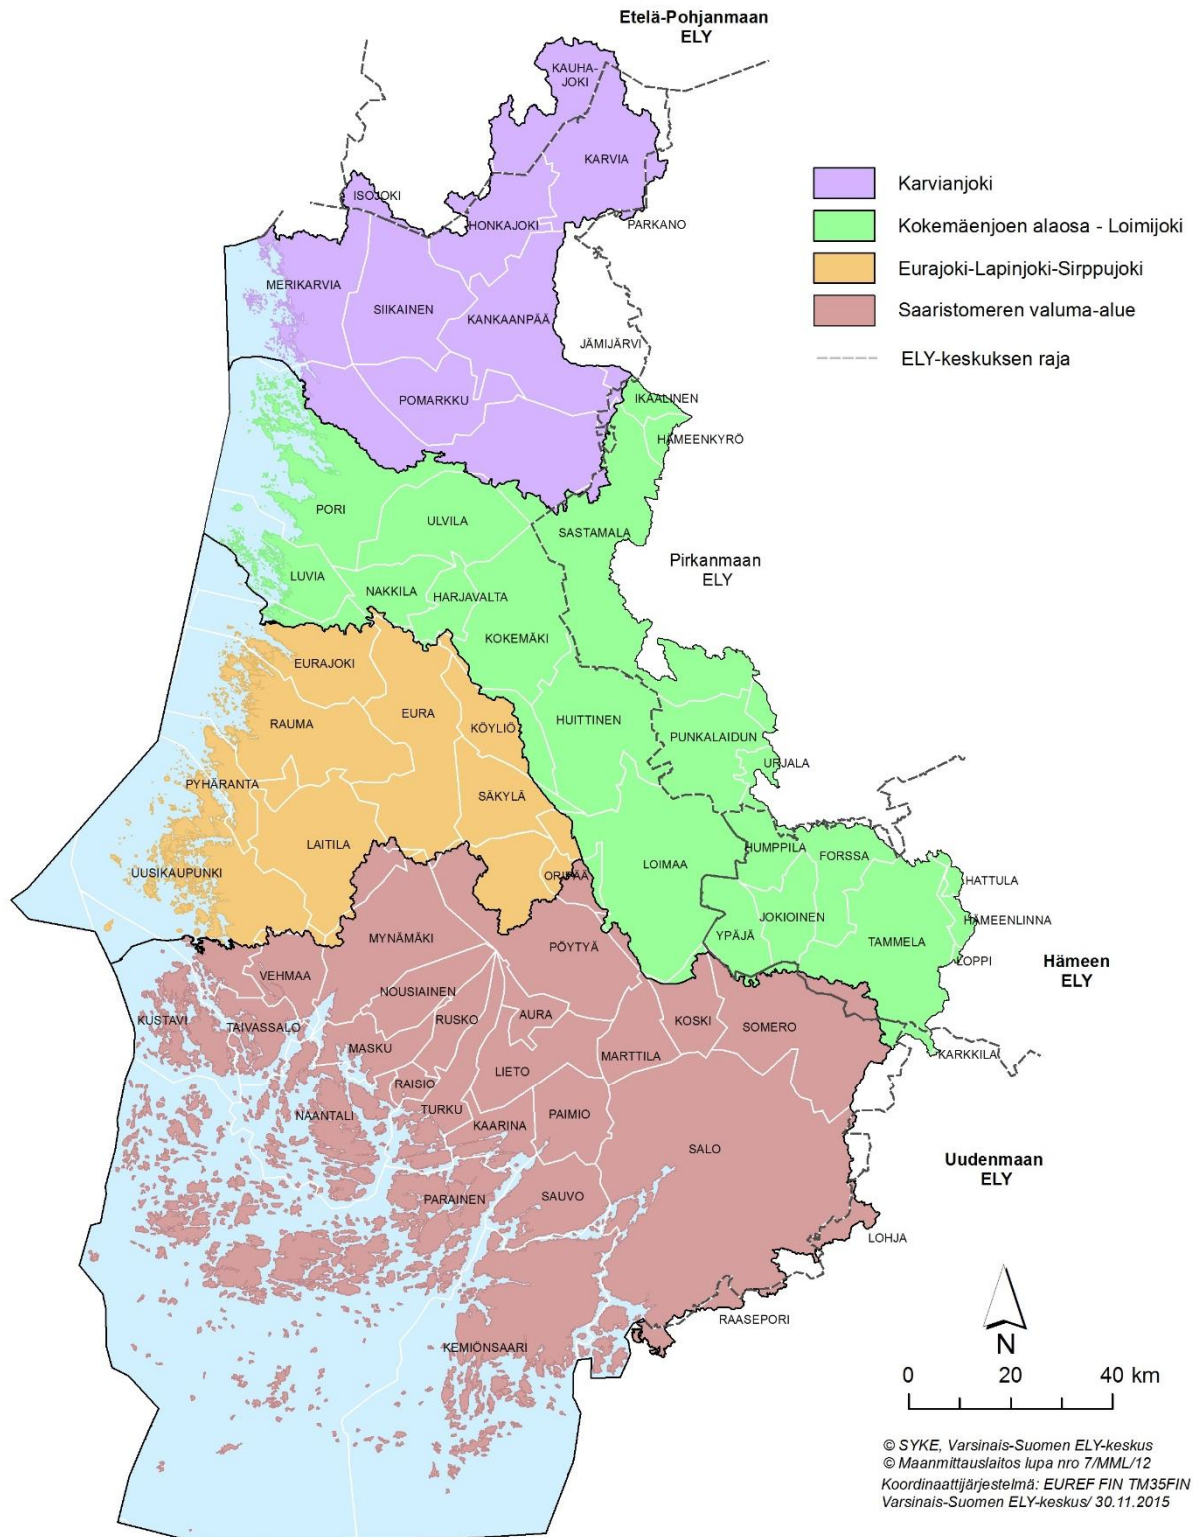 Etelä-Pohjanmaan
ELY
KAUHA-
JOKI
KARVIA
ISOJOKI
HONKAJOKI
PARKANO
MERIKARVIA
SIIKAINEN
KANKAANPÄÄ
JÄMIJÄRVI
POMARKKU
Karvianjoki
Kokemäenjoen alaosa - Loimijoki
Eurajoki-Lapinjoki-Sirppujoki
Saaristomeren valuma-alue
ELY-keskuksen raja
IKAALINEN
HÄMEENKYRÖ
PORI
ULVILA
SASTAMALA
Pirkanmaan
ELY
LUVIA
NAKKILA
HARJAVALTA
KOKEMÄKI
EURAJOKI
RAUMA
EURA
KÖYLIÖ
HUITTINEN
PUNKALAIDUN
URJALA
PYHÄRANTA
SÄKYLÄ
LAITILA
UUSIKAUPUNKI
ORIPÄÄ
LOIMAA
HUMPPILA
FORSSA
HATTULA
JOKIOINEN
HÄMEENLINNA
YPÄJÄ
TAMMELA
LOPPI
Hämeen
ELY
MYNÄMÄKI
PÖYTYÄ
VEHMAA
NOUSIAINEN
KUSTAVI
TAIVASSALO
RUSKO
AURA
KOSKI
SOMERO
MASKU
MARTTILA
KARKKILA
LIETO
RAISIO
NAANTALI
TURKU
KAARINA
PAIMIO
SALO
Uudenmaan
ELY
PARAINEN
SAUVO
LOHJA
RAASEPORI
KEMIÖNSAARI
N
0 20 40 km
© SYKE, Varsinais-Suomen ELY-keskus
© Maanmittauslaitos lupa nro 7/MML/12
Koordinaattijärjestelmä: EUREF FIN TM35FIN
Varsinais-Suomen ELY-keskus/ 30.11.2015